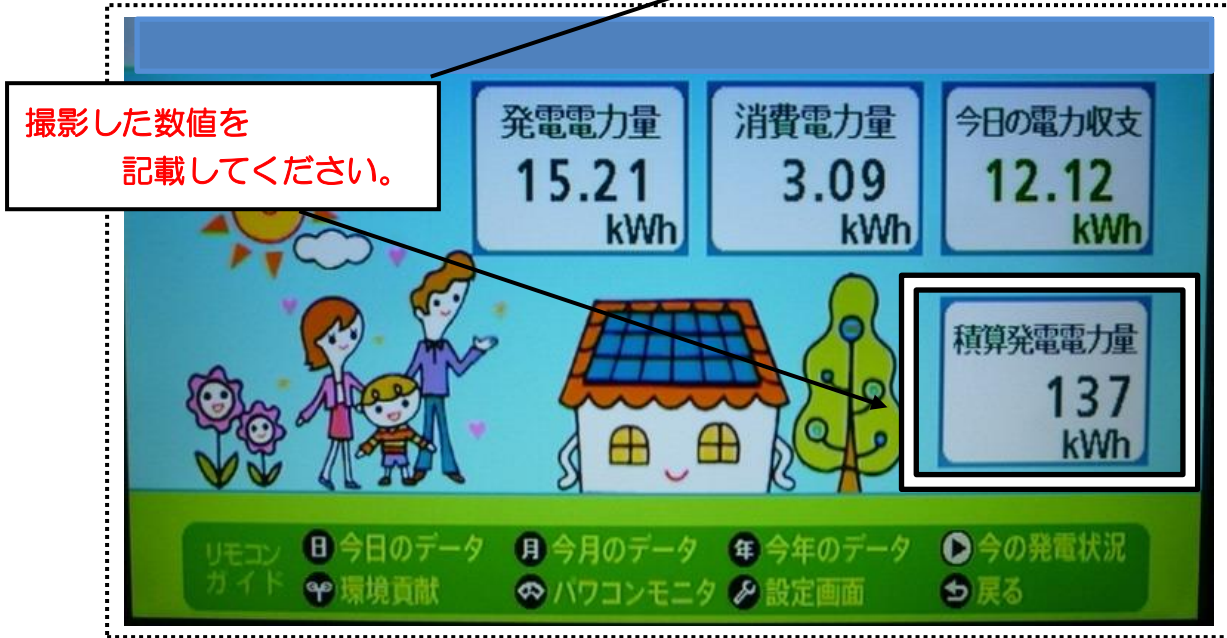 撮影した数値を
記載してください。
発電電力量
15.21
kWh
消費電力量
3.09
kWh
今日の電力収支
12.12
kWh
積算発電電力量
137
kWh
リモコン
ガイド
日 今日のデータ
月 今月のデータ
年 今年のデータ
今の発電状況
環境貢献
パワコンモニタ
設定画面
戻る